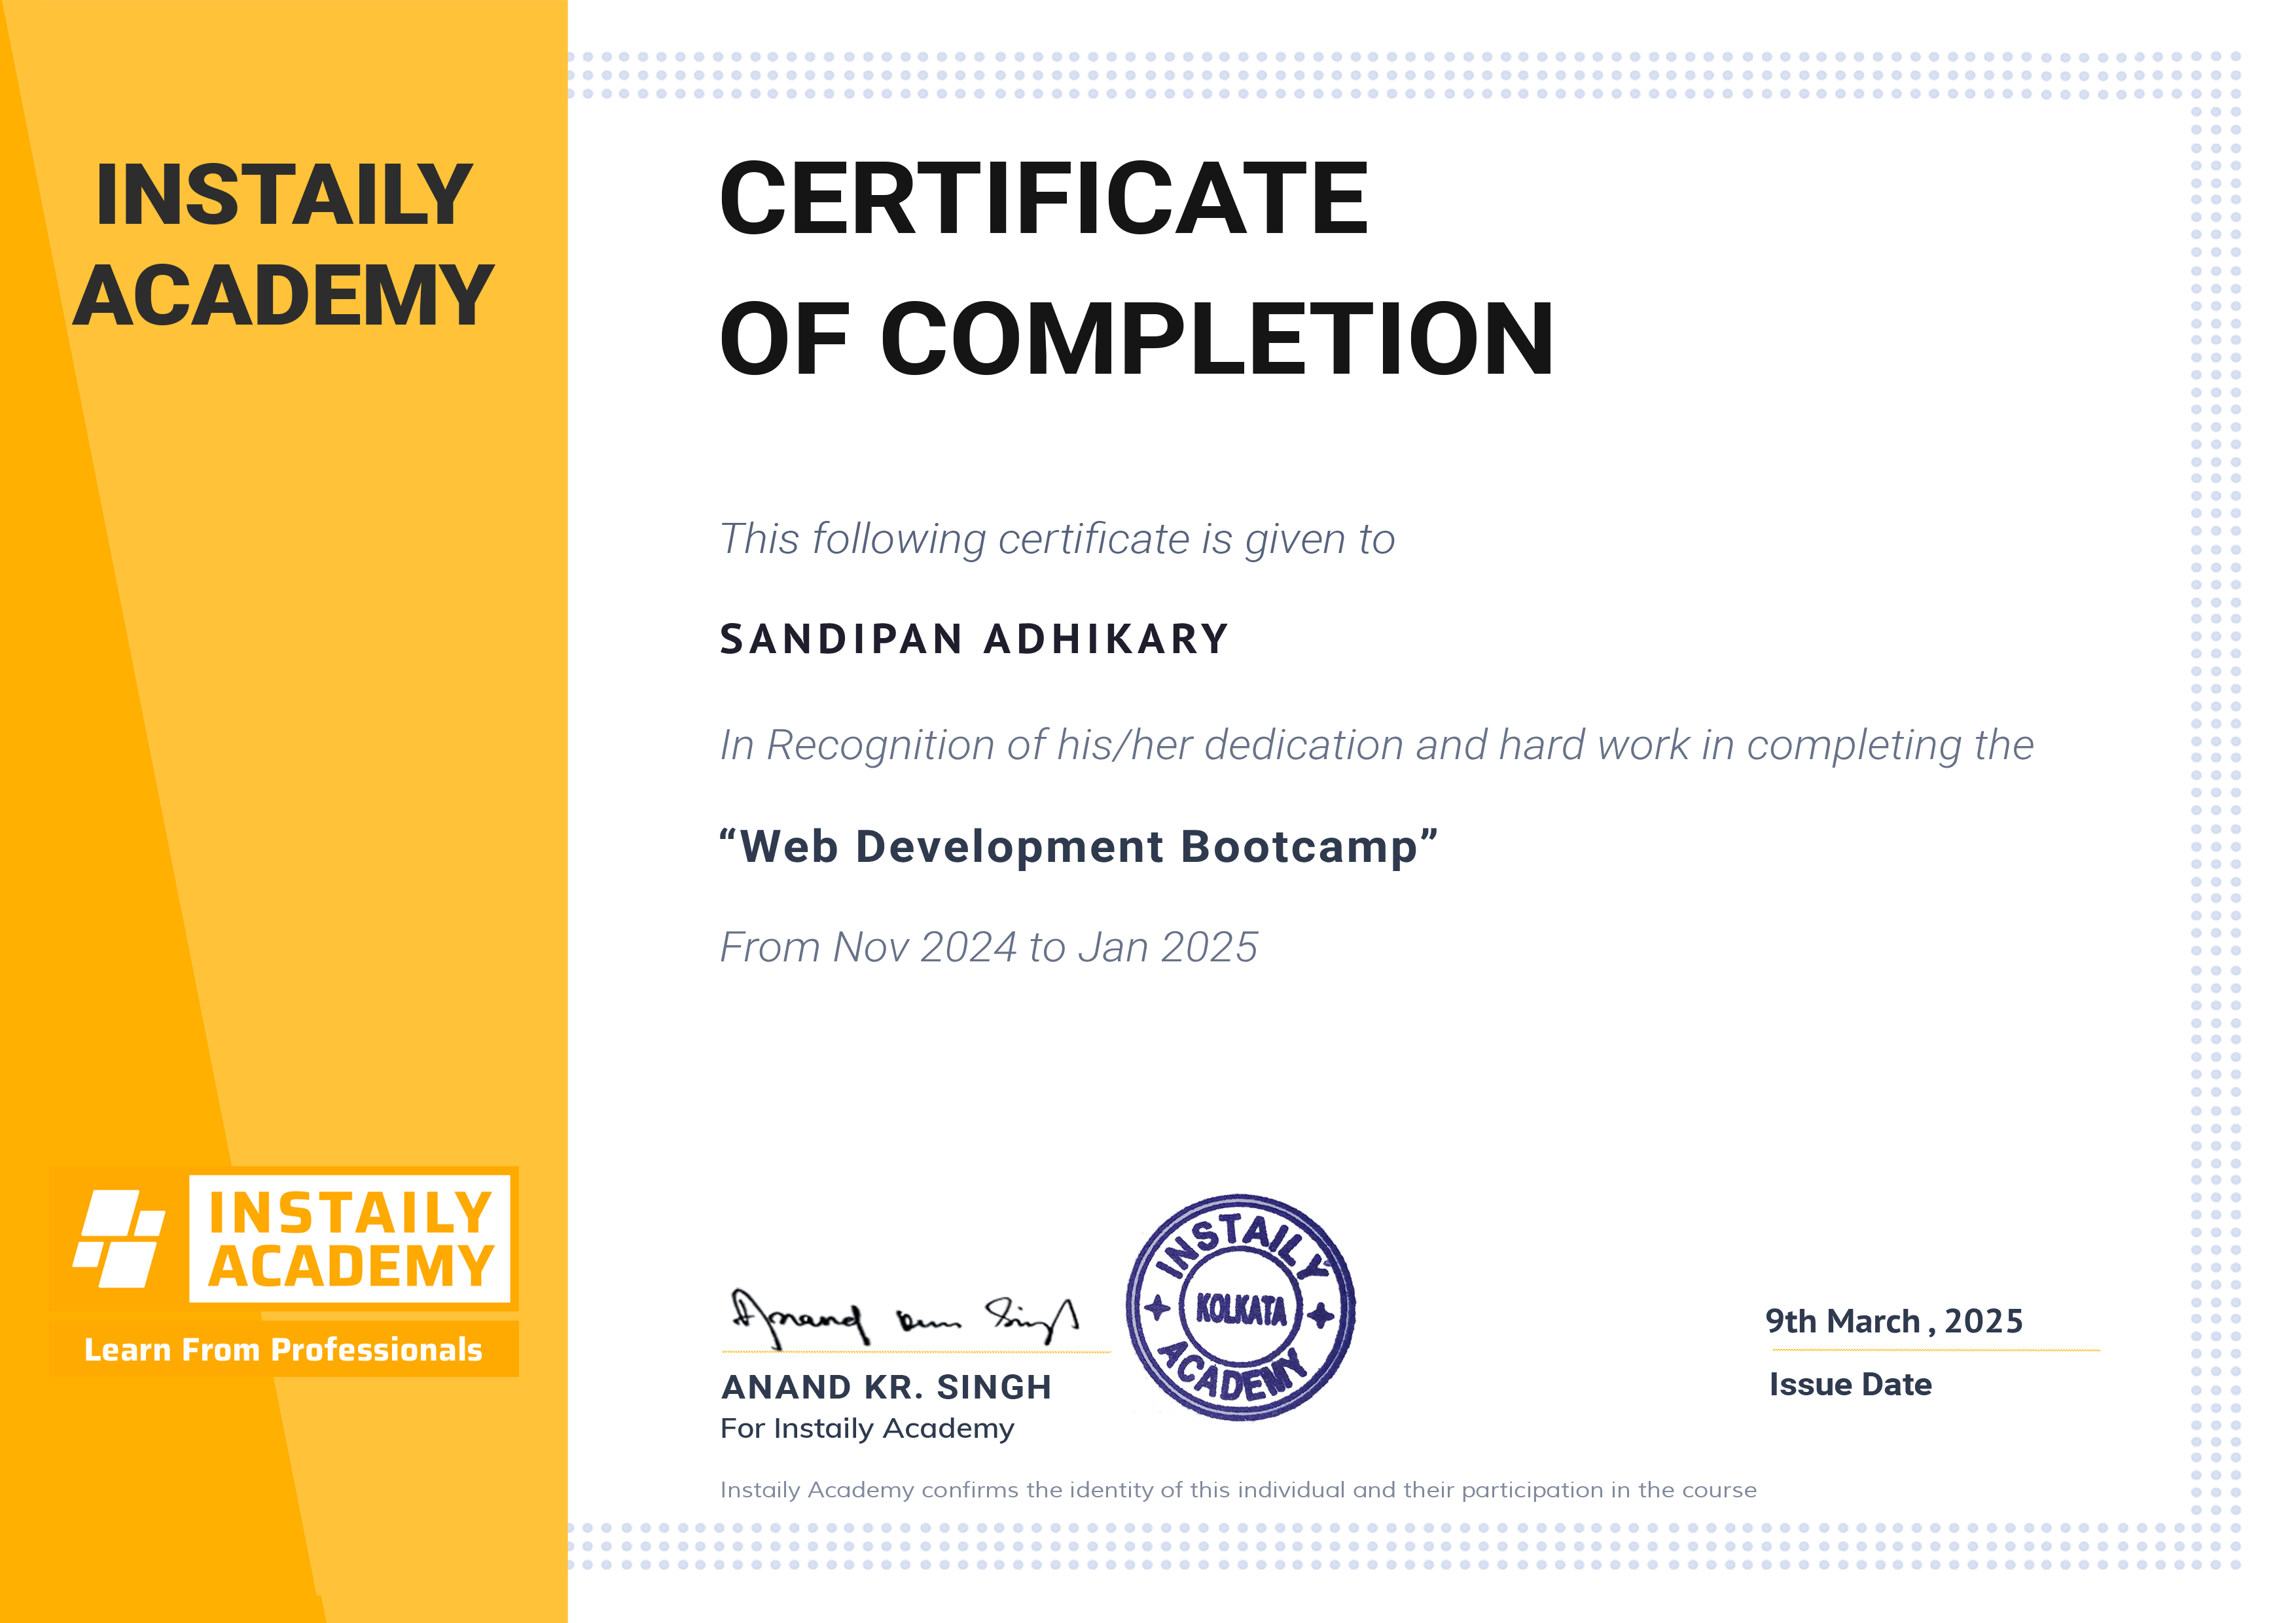 INSTAILY
ACADEMY
CERTIFICATE
OF COMPLETION
This following certificate is given to
SANDIPAN ADHIKARY
In Recognition of his/her dedication and hard work in completing the
“Web Development Bootcamp”
From Nov 2024 to Jan 2025
INSTAILY
ACADEMY
Learn From Professionals
Anand Kr. Singh
ANAND KR. SINGH
For Instaily Academy
INSTAILY
KOLKATA
ACADEMY
9th March , 2025
Issue Date
Instaily Academy confirms the identity of this individual and their participation in the course